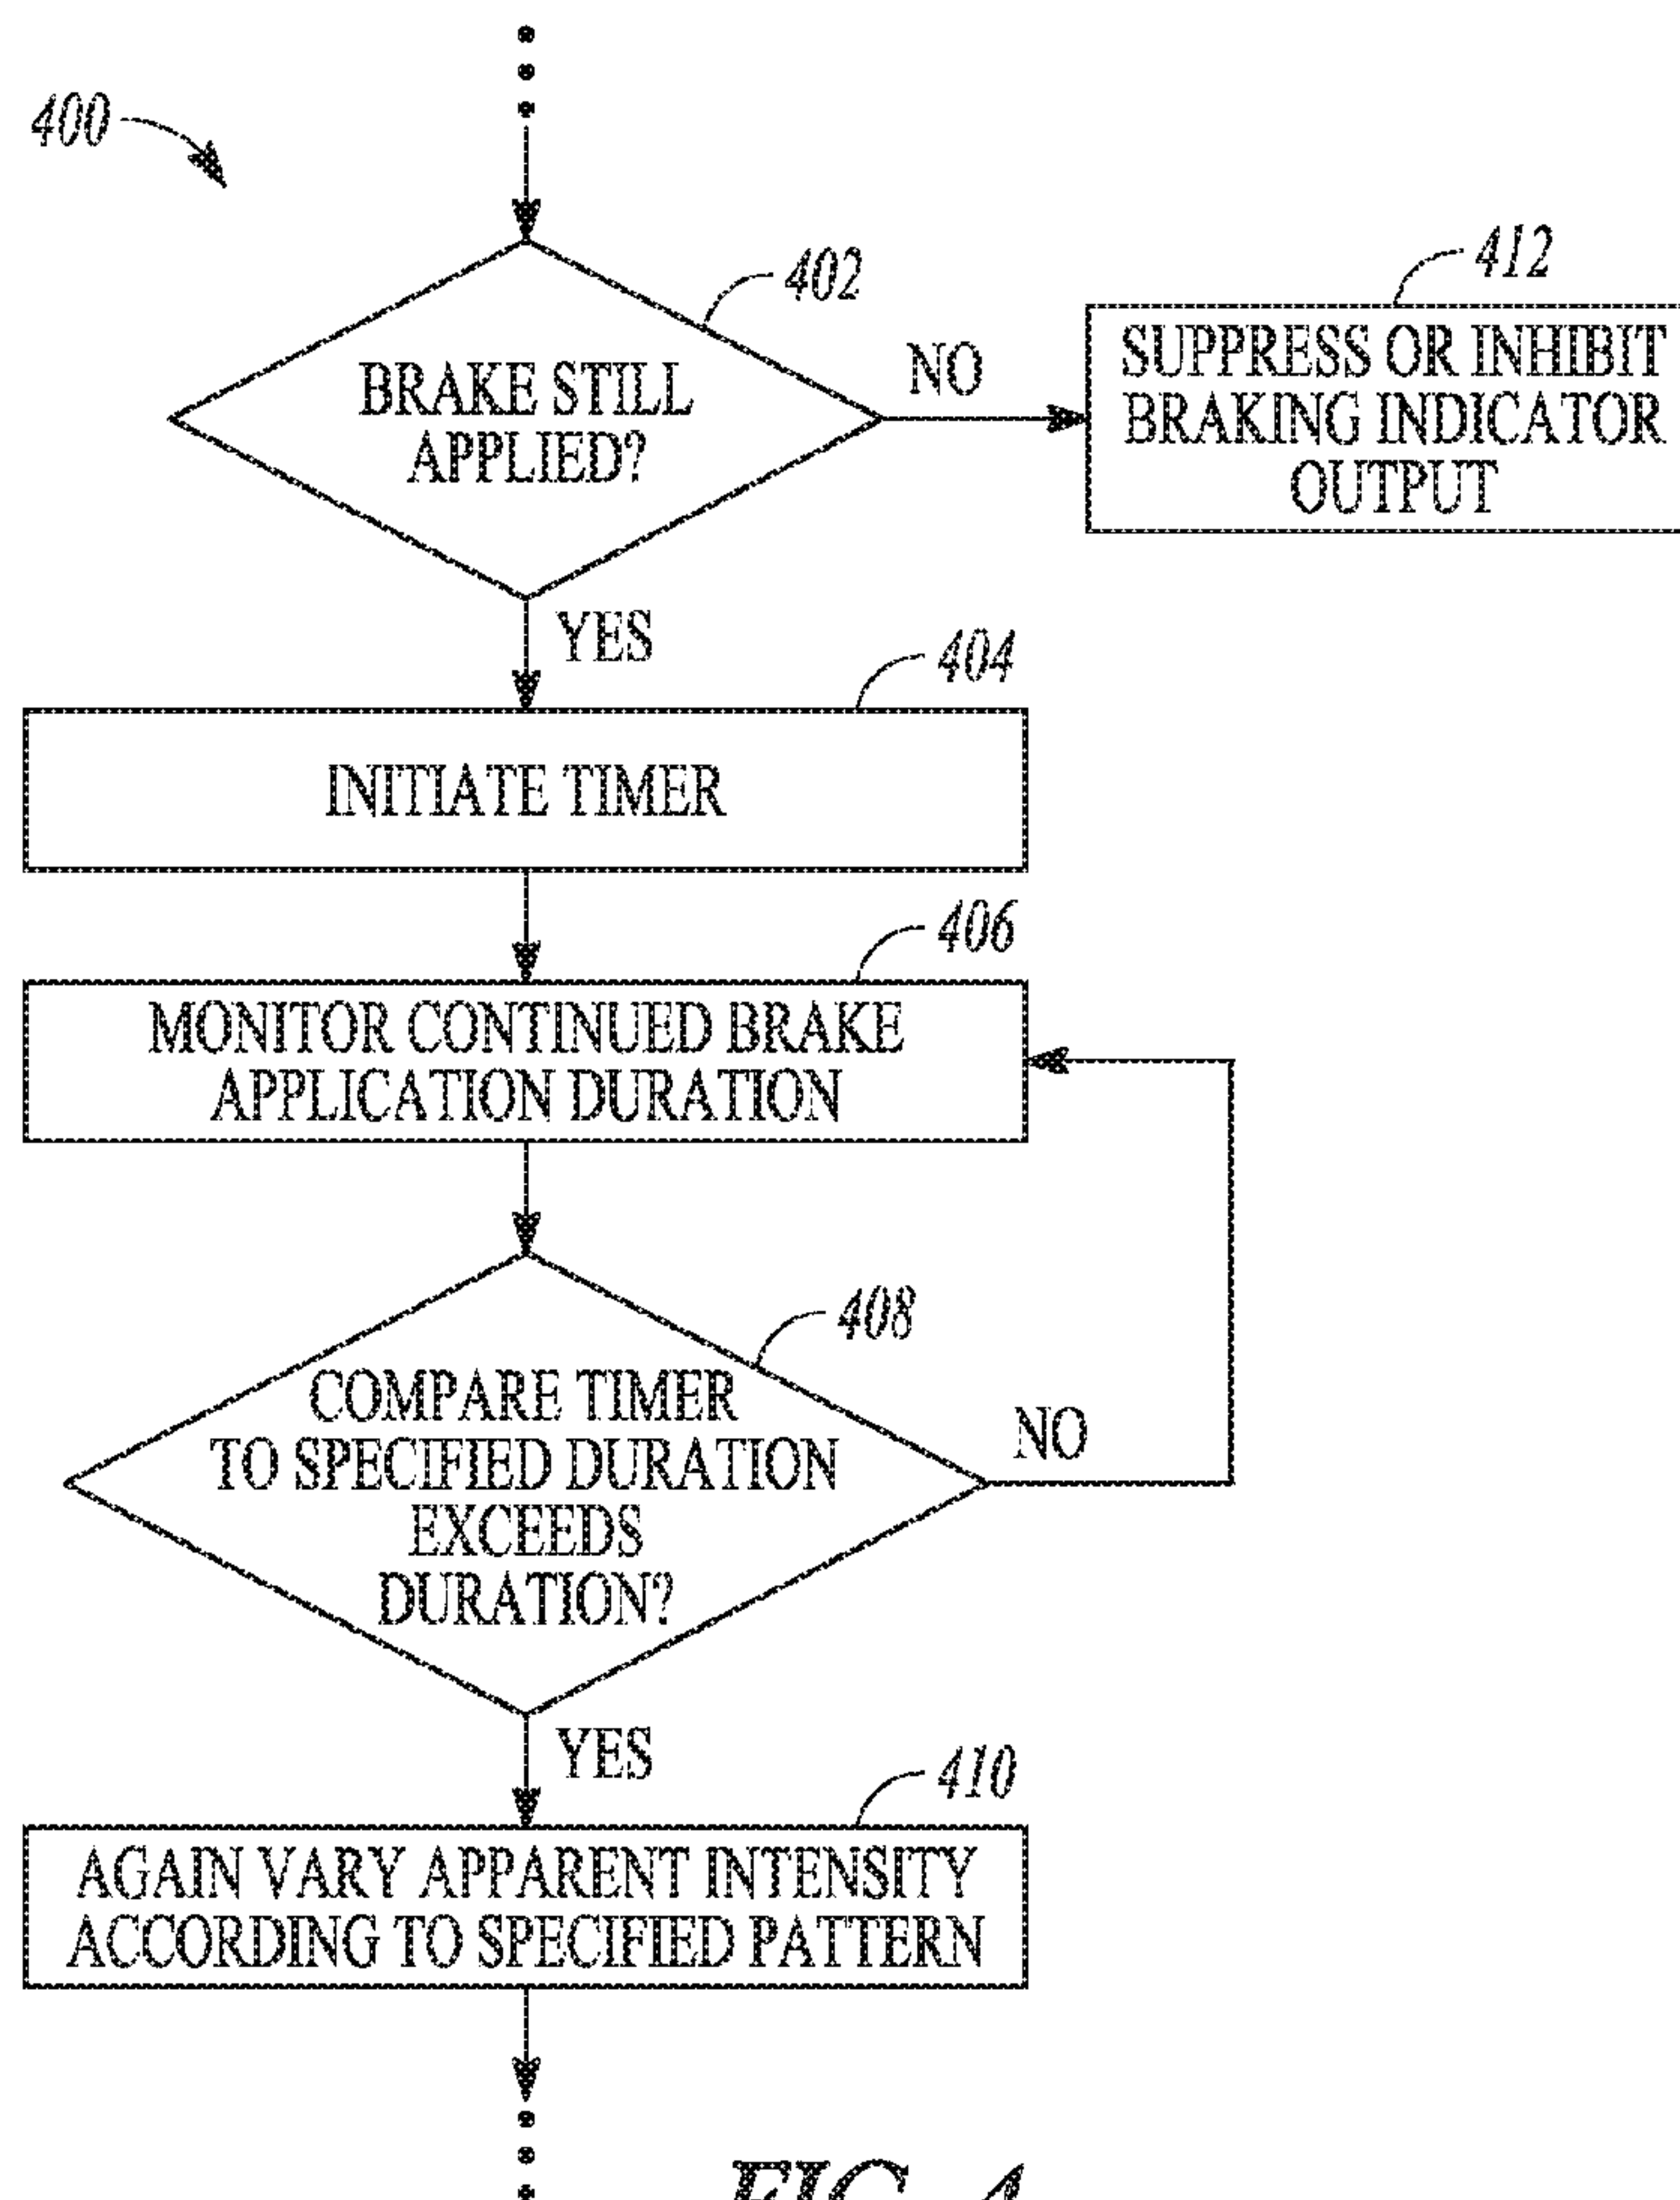 400
402
BRAKE STILL
APPLIED?
NO
412
SUPPRESS OR INHIBIT
BRAKING INDICATOR
OUTPUT
YES
404
INITIATE TIMER
406
MONITOR CONTINUED BRAKE
APPLICATION DURATION
408
COMPARE TIMER
TO SPECIFIED DURATION
EXCEEDS
DURATION?
NO
YES
410
AGAIN VARY APPARENT INTENSITY
ACCORDING TO SPECIFIED PATTERN
FIG. 4